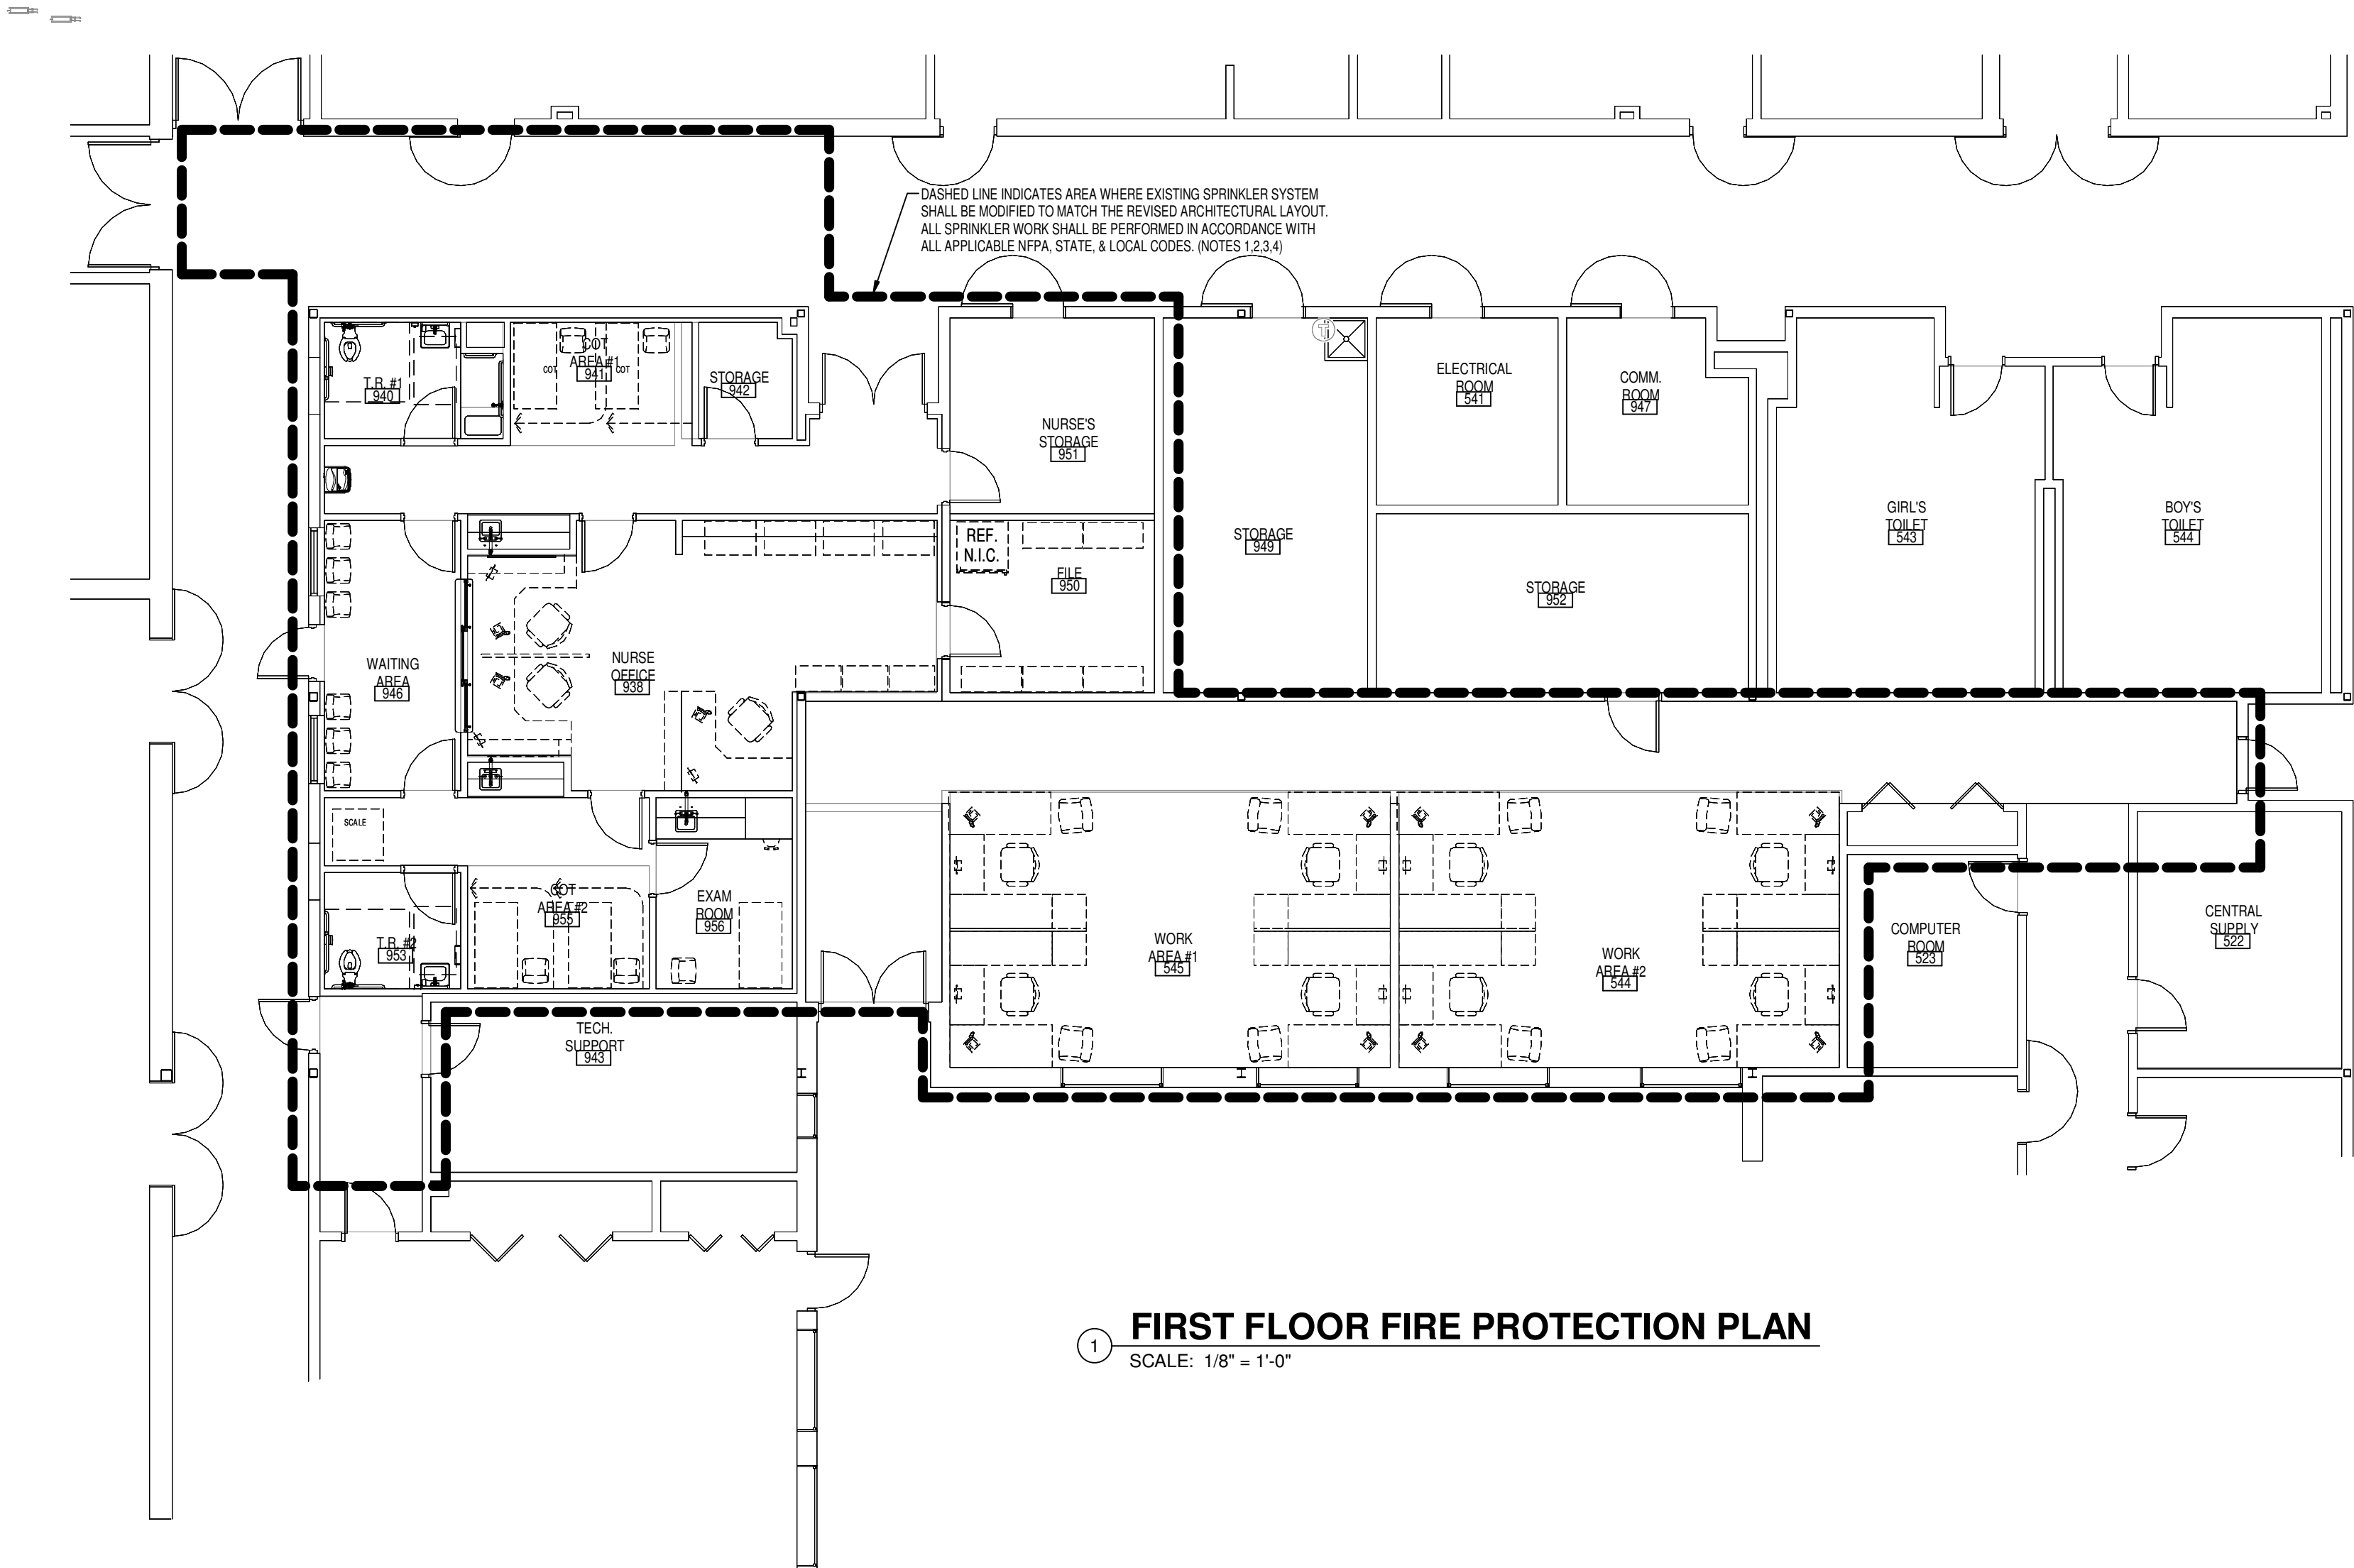 DASHED LINE INDICATES AREA WHERE EXISTING SPRINKLER SYSTEM
SHALL BE MODIFIED TO MATCH THE REVISED ARCHITECTURAL LAYOUT.
ALL SPRINKLER WORK SHALL BE PERFORMED IN ACCORDANCE WITH
ALL APPLICABLE NFPA, STATE, & LOCAL CODES. (NOTES 1,2,3,4)
T.R. #1
940
COT
AREA #1
941
COT
COT
STORAGE
942
NURSE'S
STORAGE
951
ELECTRICAL
ROOM
541
COMM.
ROOM
947
STORAGE
949
GIRL'S
TOILET
543
BOY'S
TOILET
544
REF.
N.I.C.
FILE
950
STORAGE
952
WAITING
AREA
946
NURSE
OFFICE
938
SCALE
T.R. #2
953
COT
AREA #2
955
EXAM
ROOM
956
WORK
AREA #1
545
WORK
AREA #2
544
COMPUTER
ROOM
523
CENTRAL
SUPPLY
522
TECH.
SUPPORT
943
1
FIRST FLOOR FIRE PROTECTION PLAN
SCALE: 1/8" = 1'-0"